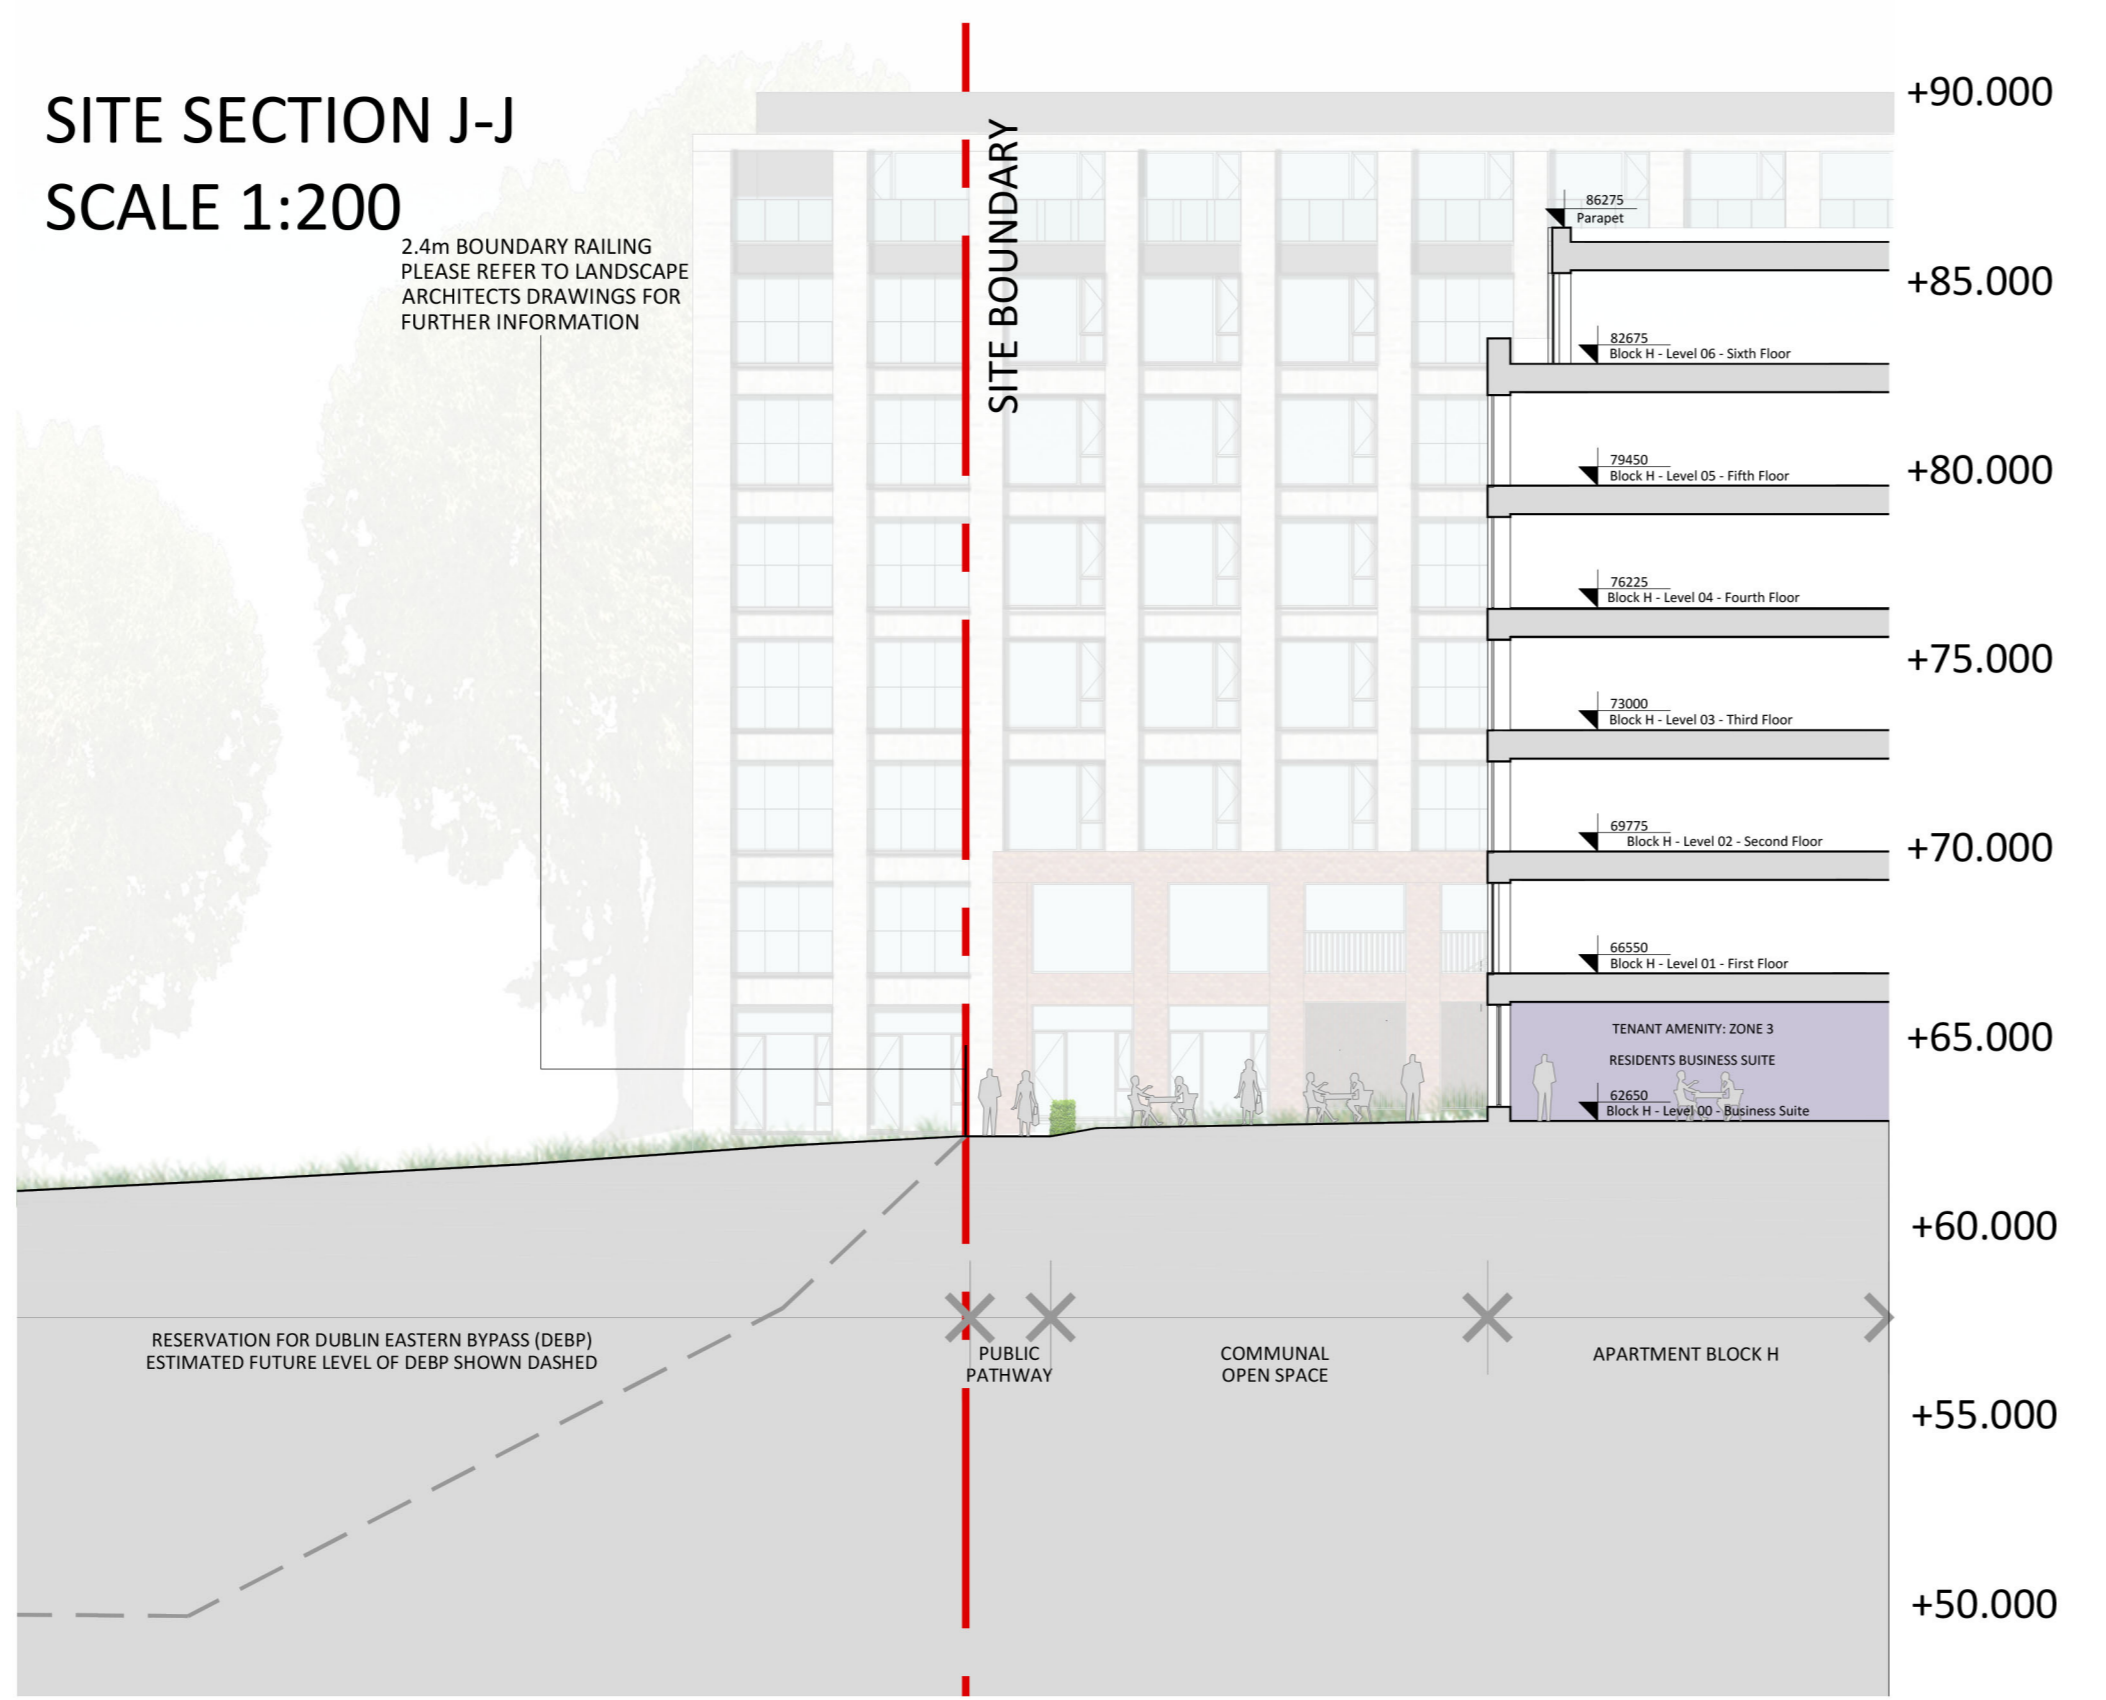 SITE SECTION J-J
SCALE 1:200
2.4m BOUNDARY RAILING
PLEASE REFER TO LANDSCAPE
ARCHITECTS DRAWINGS FOR
FURTHER INFORMATION
SITE BOUNDARY
86275
Parapet
82675
Block H - Level 06 - Sixth Floor
79450
Block H - Level 05 - Fifth Floor
76225
Block H - Level 04 - Fourth Floor
73000
Block H - Level 03 - Third Floor
69775
Block H - Level 02 - Second Floor
66550
Block H - Level 01 - First Floor
TENANT AMENITY: ZONE 3
RESIDENTS BUSINESS SUITE
62650
Block H - Level 00 - Business Suite
+90.000
+85.000
+80.000
+75.000
+70.000
+65.000
+60.000
+55.000
+50.000
RESERVATION FOR DUBLIN EASTERN BYPASS (DEBP)
ESTIMATED FUTURE LEVEL OF DEBP SHOWN DASHED
PUBLIC
PATHWAY
COMMUNAL
OPEN SPACE
APARTMENT BLOCK H